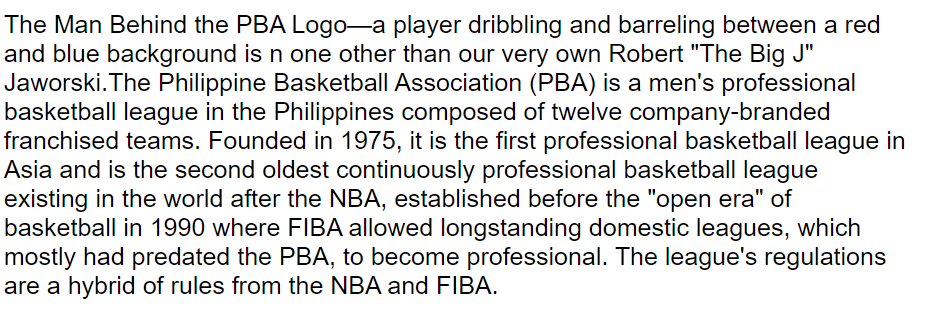 The Man Behind the PBA Logo—a player dribbling and barreling between a red
and blue background is n one other than our very own Robert "The Big J"
Jaworski.The Philippine Basketball Association (PBA) is a men's professional
basketball league in the Philippines composed of twelve company-branded
franchised teams. Founded in 1975, it is the first professional basketball league in
Asia and is the second oldest continuously professional basketball league
existing in the world after the NBA, established before the "open era" of
basketball in 1990 where FIBA allowed longstanding domestic leagues, which
mostly had predated the PBA, to become professional. The league's regulations
are a hybrid of rules from the NBA and FIBA.